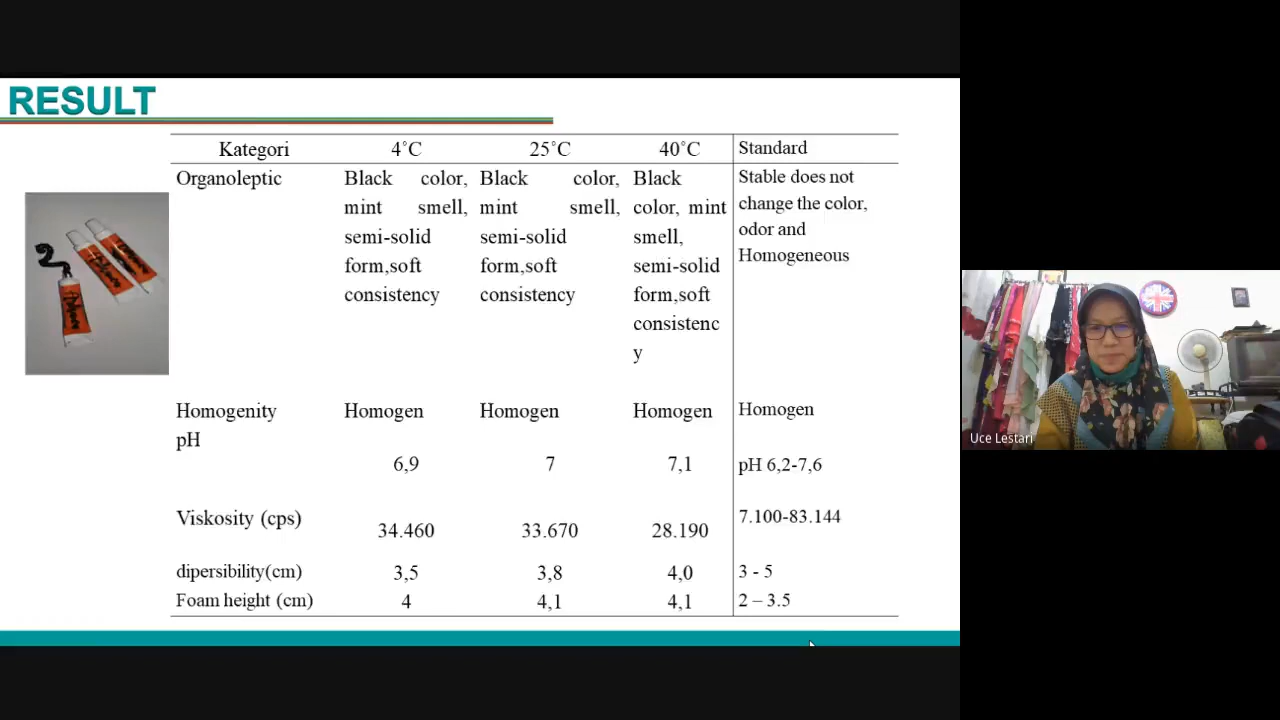 RESULT
Kategori 4˚C 25˚C 40˚C Standard
Organoleptic Black color, Black color, Black Stable does not
mint smell, mint smell, color, mint change the color,
semi-solid semi-solid smell, odor and
form,soft form,soft semi-solid Homogeneous
consistency consistency form,soft
consistenc
y
Homogenity Homogen Homogen Homogen Homogen
pH
6,9 7 7,1 pH 6,2-7,6
Viskosity (cps) 7.100-83.144
34.460 33.670 28.190
dipersibility(cm) 3,5 3,8 4,0 3 - 5
Foam height (cm) 4 4,1 4,1 2 – 3.5
Uce Lestari